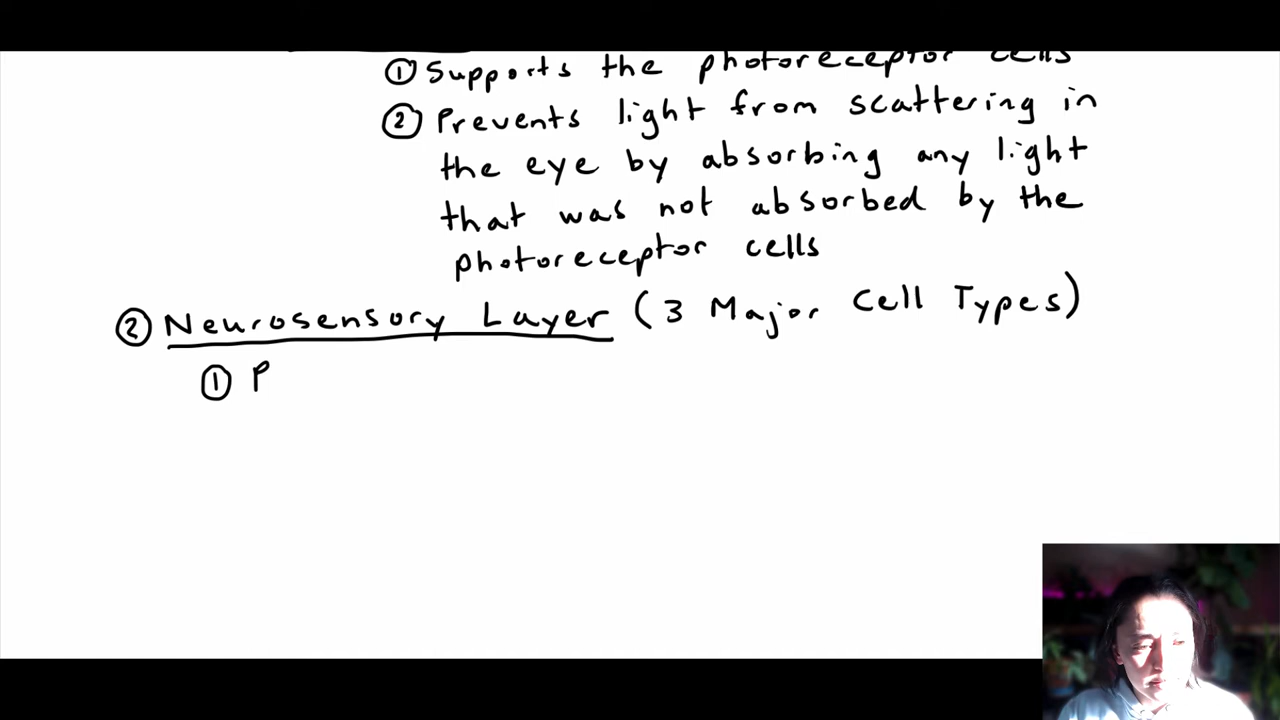 ① Supports the photoreceptor cells
② Prevents light from scattering in
the eye by absorbing any light
that was not absorbed by the
photoreceptor cells
② Neurosensory Layer (3 Major Cell Types)
① P